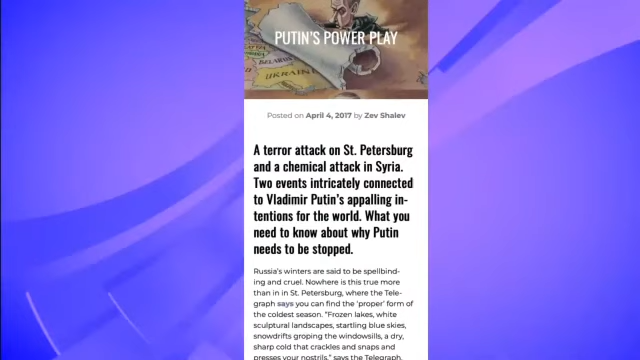 PUTIN'S POWER PLAY
BELARUS
UKRAINE
Posted on April 4, 2017 by Zev Shalev
A terror attack on St. Petersburg
and a chemical attack in Syria.
Two events intricately connected
to Vladimir Putin's appalling in-
tentions for the world. What you
need to know about why Putin
needs to be stopped.
Russia's winters are said to be spellbind-
ing and cruel. Nowhere is this true more
than in in St. Petersburg, where the Tele-
graph says you can find the 'proper' form of
the coldest season. "Frozen lakes, white
sculptural landscapes, startling blue skies,
snowdrifts groping the windowsills, a dry,
sharp cold that crackles and snaps and
presses your nostrils," says the Telegraph.